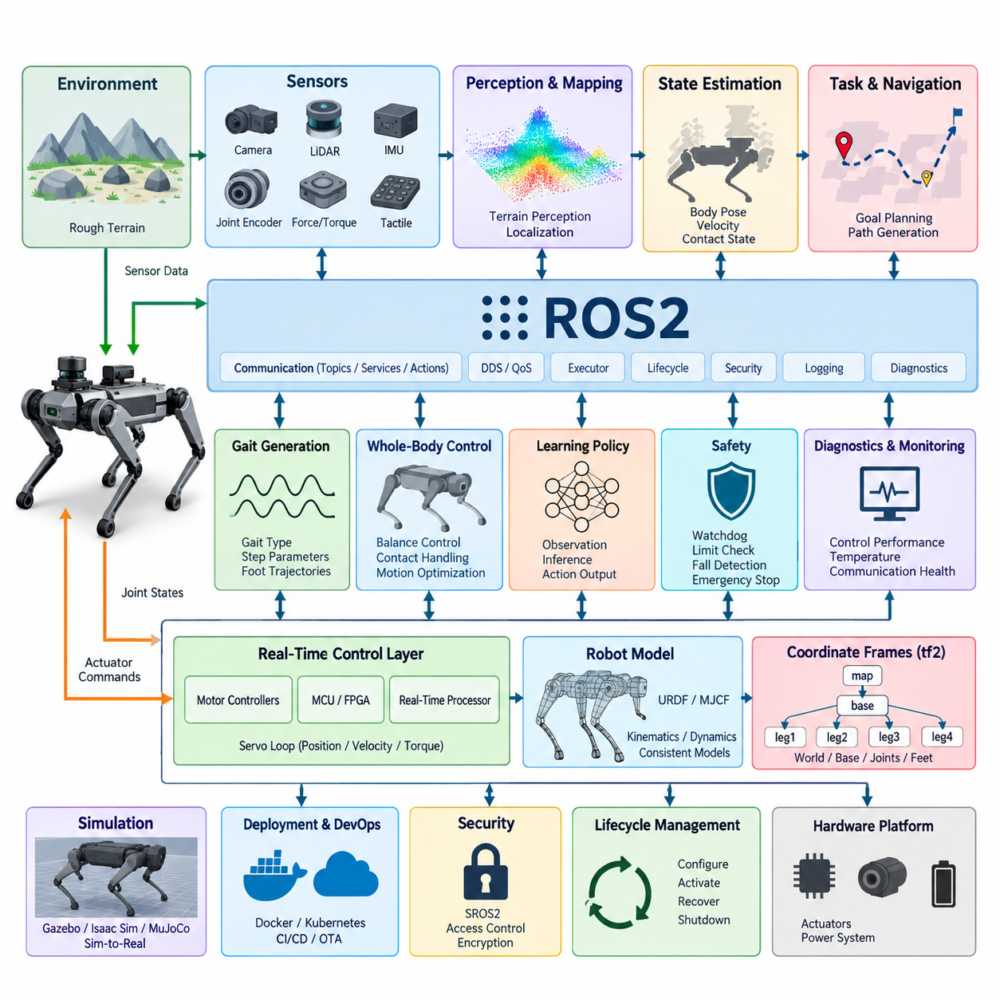 Environment
Rough Terrain
Sensors
Camera
LiDAR
IMU
Joint Encoder
Force/Torque
Tactile
Perception & Mapping
Terrain Perception
Localization
State Estimation
Body Pose
Velocity
Contact State
Task & Navigation
Goal Planning
Path Generation
Sensor Data
ROS2
Communication (Topics / Services / Actions)
DDS / QoS
Executor
Lifecycle
Security
Logging
Diagnostics
Gait Generation
Gait Type
Step Parameters
Foot Trajectories
Whole-Body Control
Balance Control
Contact Handling
Motion Optimization
Learning Policy
Observation
Inference
Action Output
Safety
Watchdog
Limit Check
Fall Detection
Emergency Stop
Diagnostics & Monitoring
Control Performance
Temperature
Communication Health
Joint States
Actuator
Commands
Real-Time Control Layer
Motor Controllers
MCU / FPGA
Real-Time Processor
Servo Loop (Position / Velocity / Torque)
Robot Model
URDF / MJCF
Kinematics / Dynamics
Consistent Models
Coordinate Frames (tf2)
map
base
leg1
leg2
leg3
leg4
World / Base / Joints / Feet
Simulation
Gazebo / Isaac Sim / MuJoCo
Sim-to-Real
Deployment & DevOps
Docker / Kubernetes
CI/CD / OTA
Security
SROS2
Access Control
Encryption
Lifecycle Management
Configure
Activate
Recover
Shutdown
Hardware Platform
Actuators
Power System